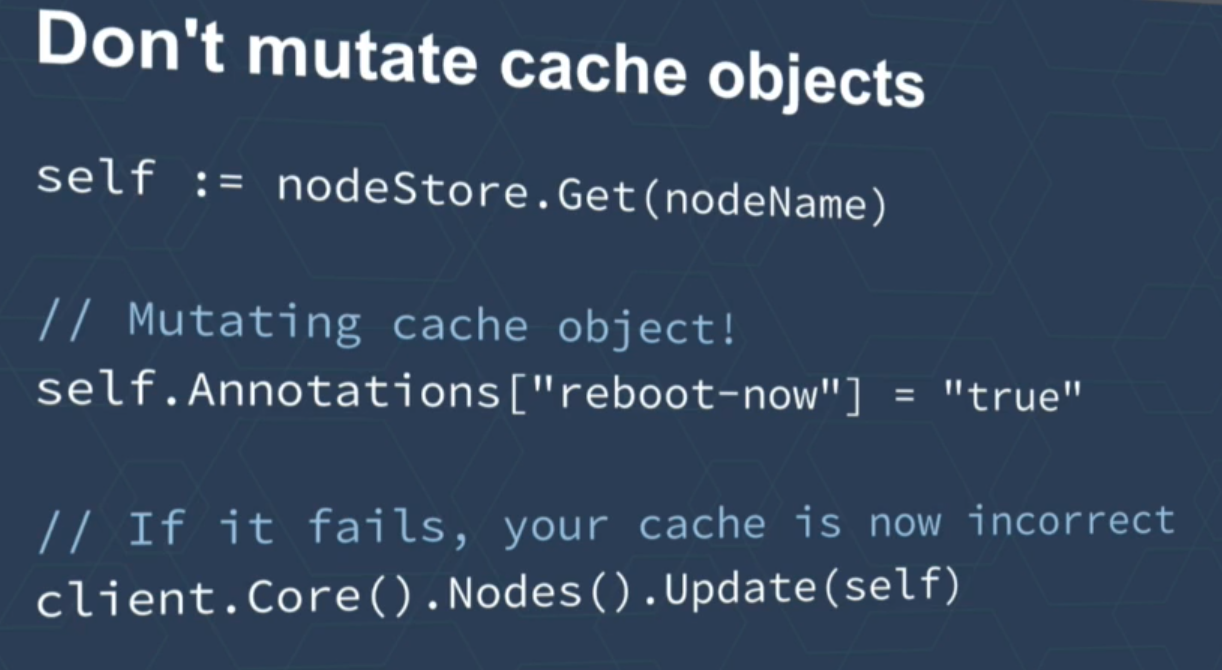 Don't mutate cache objects
self := nodeStore.Get(nodeName)
// Mutating cache object!
self.Annotations["reboot-now"] = "true"
// If it fails, your cache is now incorrect
client.Core().Nodes().Update(self)